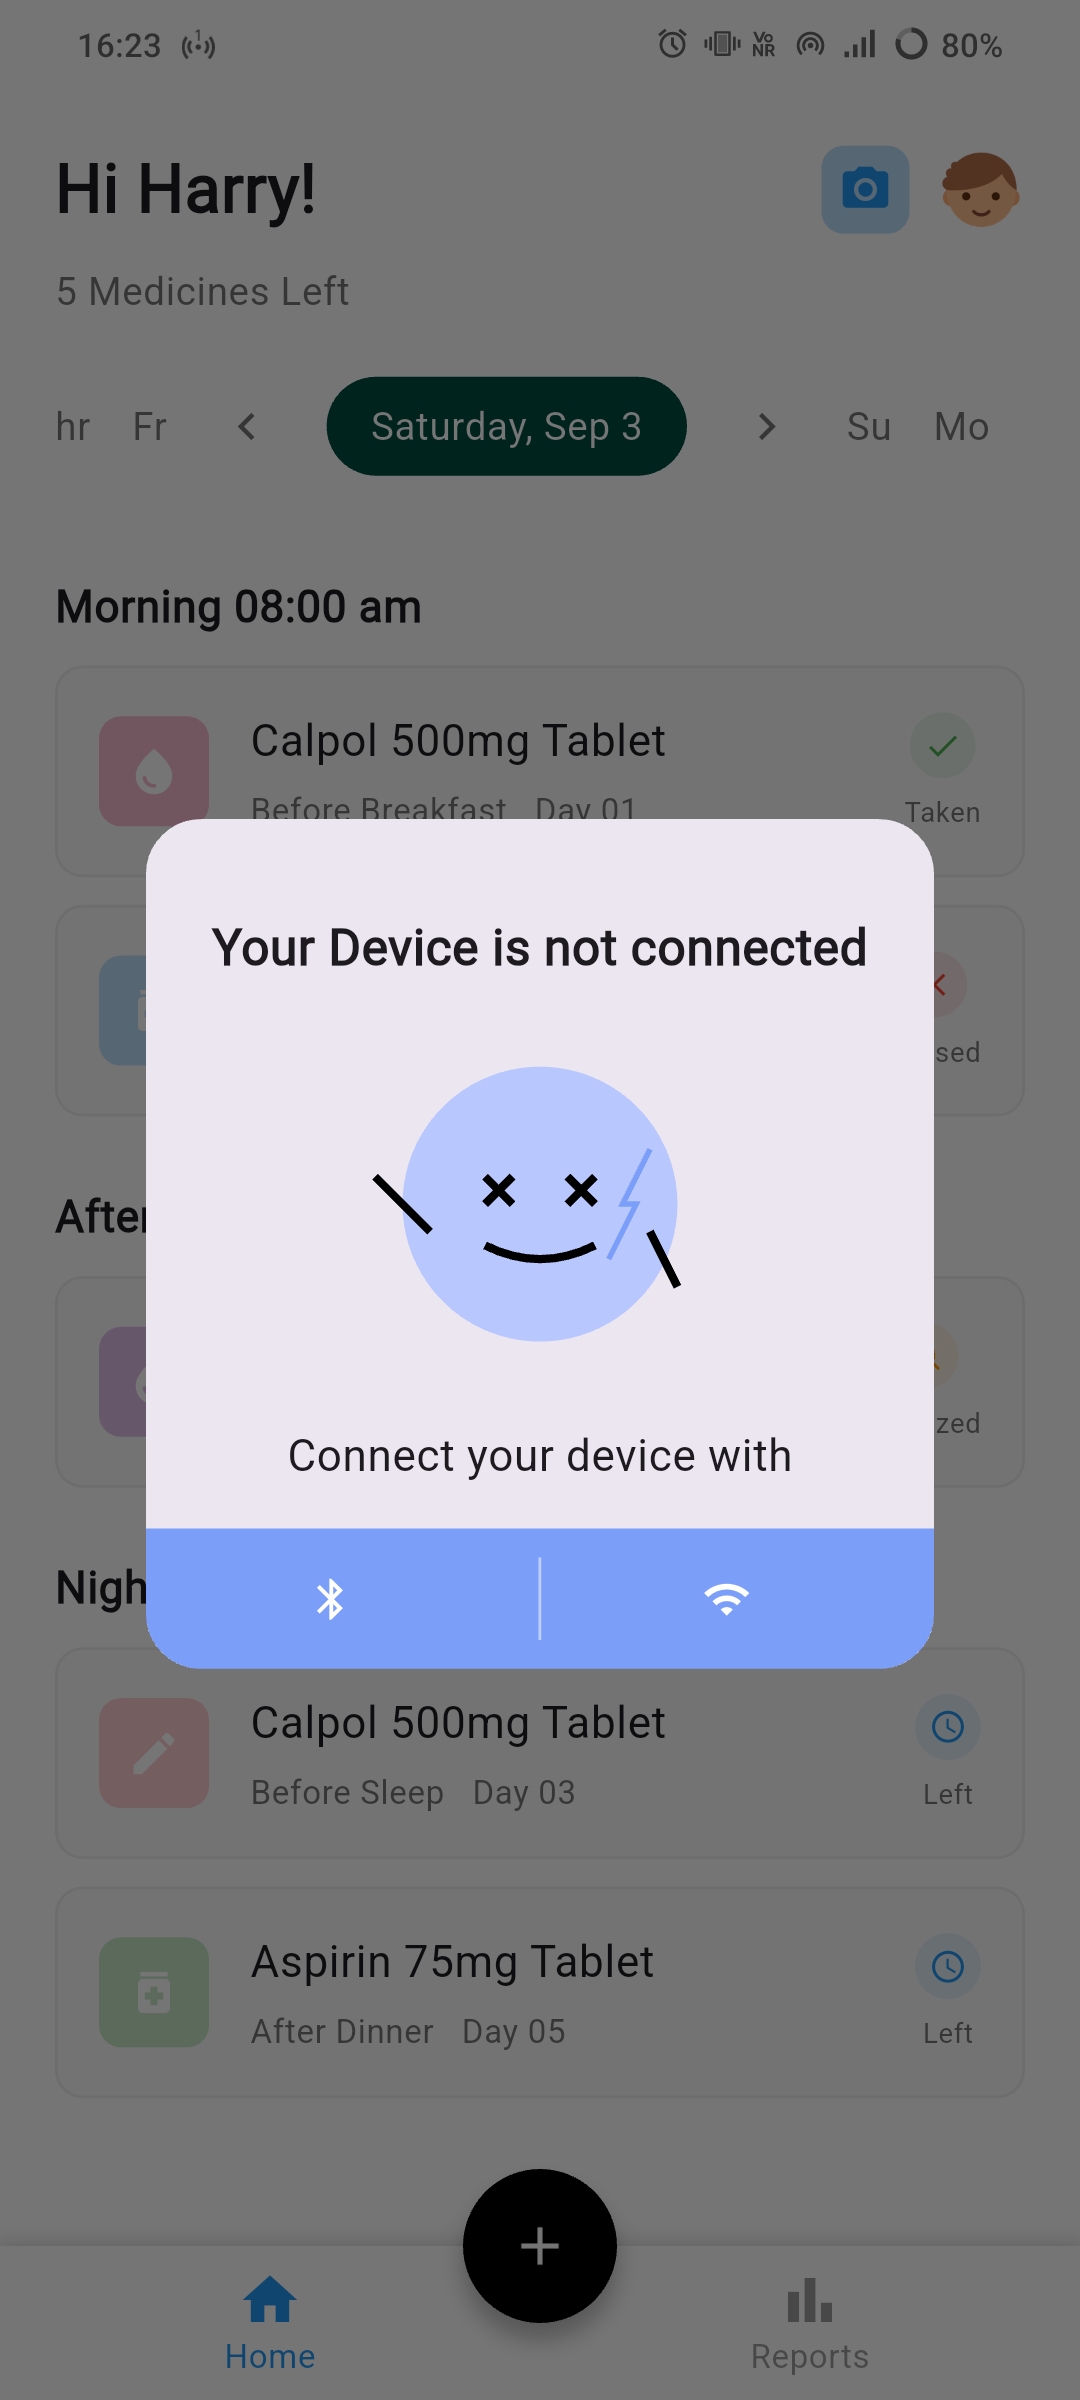 16:23
1
Vo
NR
80%
Hi Harry!
5 Medicines Left
hr Fr Saturday, Sep 3 Su Mo
Morning 08:00 am
Calpol 500mg Tablet
Before Breakfast Day 01
Taken
Your Device is not connected
sed
After
zed
Connect your device with
Nigh
Calpol 500mg Tablet
Before Sleep Day 03
Left
Aspirin 75mg Tablet
After Dinner Day 05
Left
Home
Reports